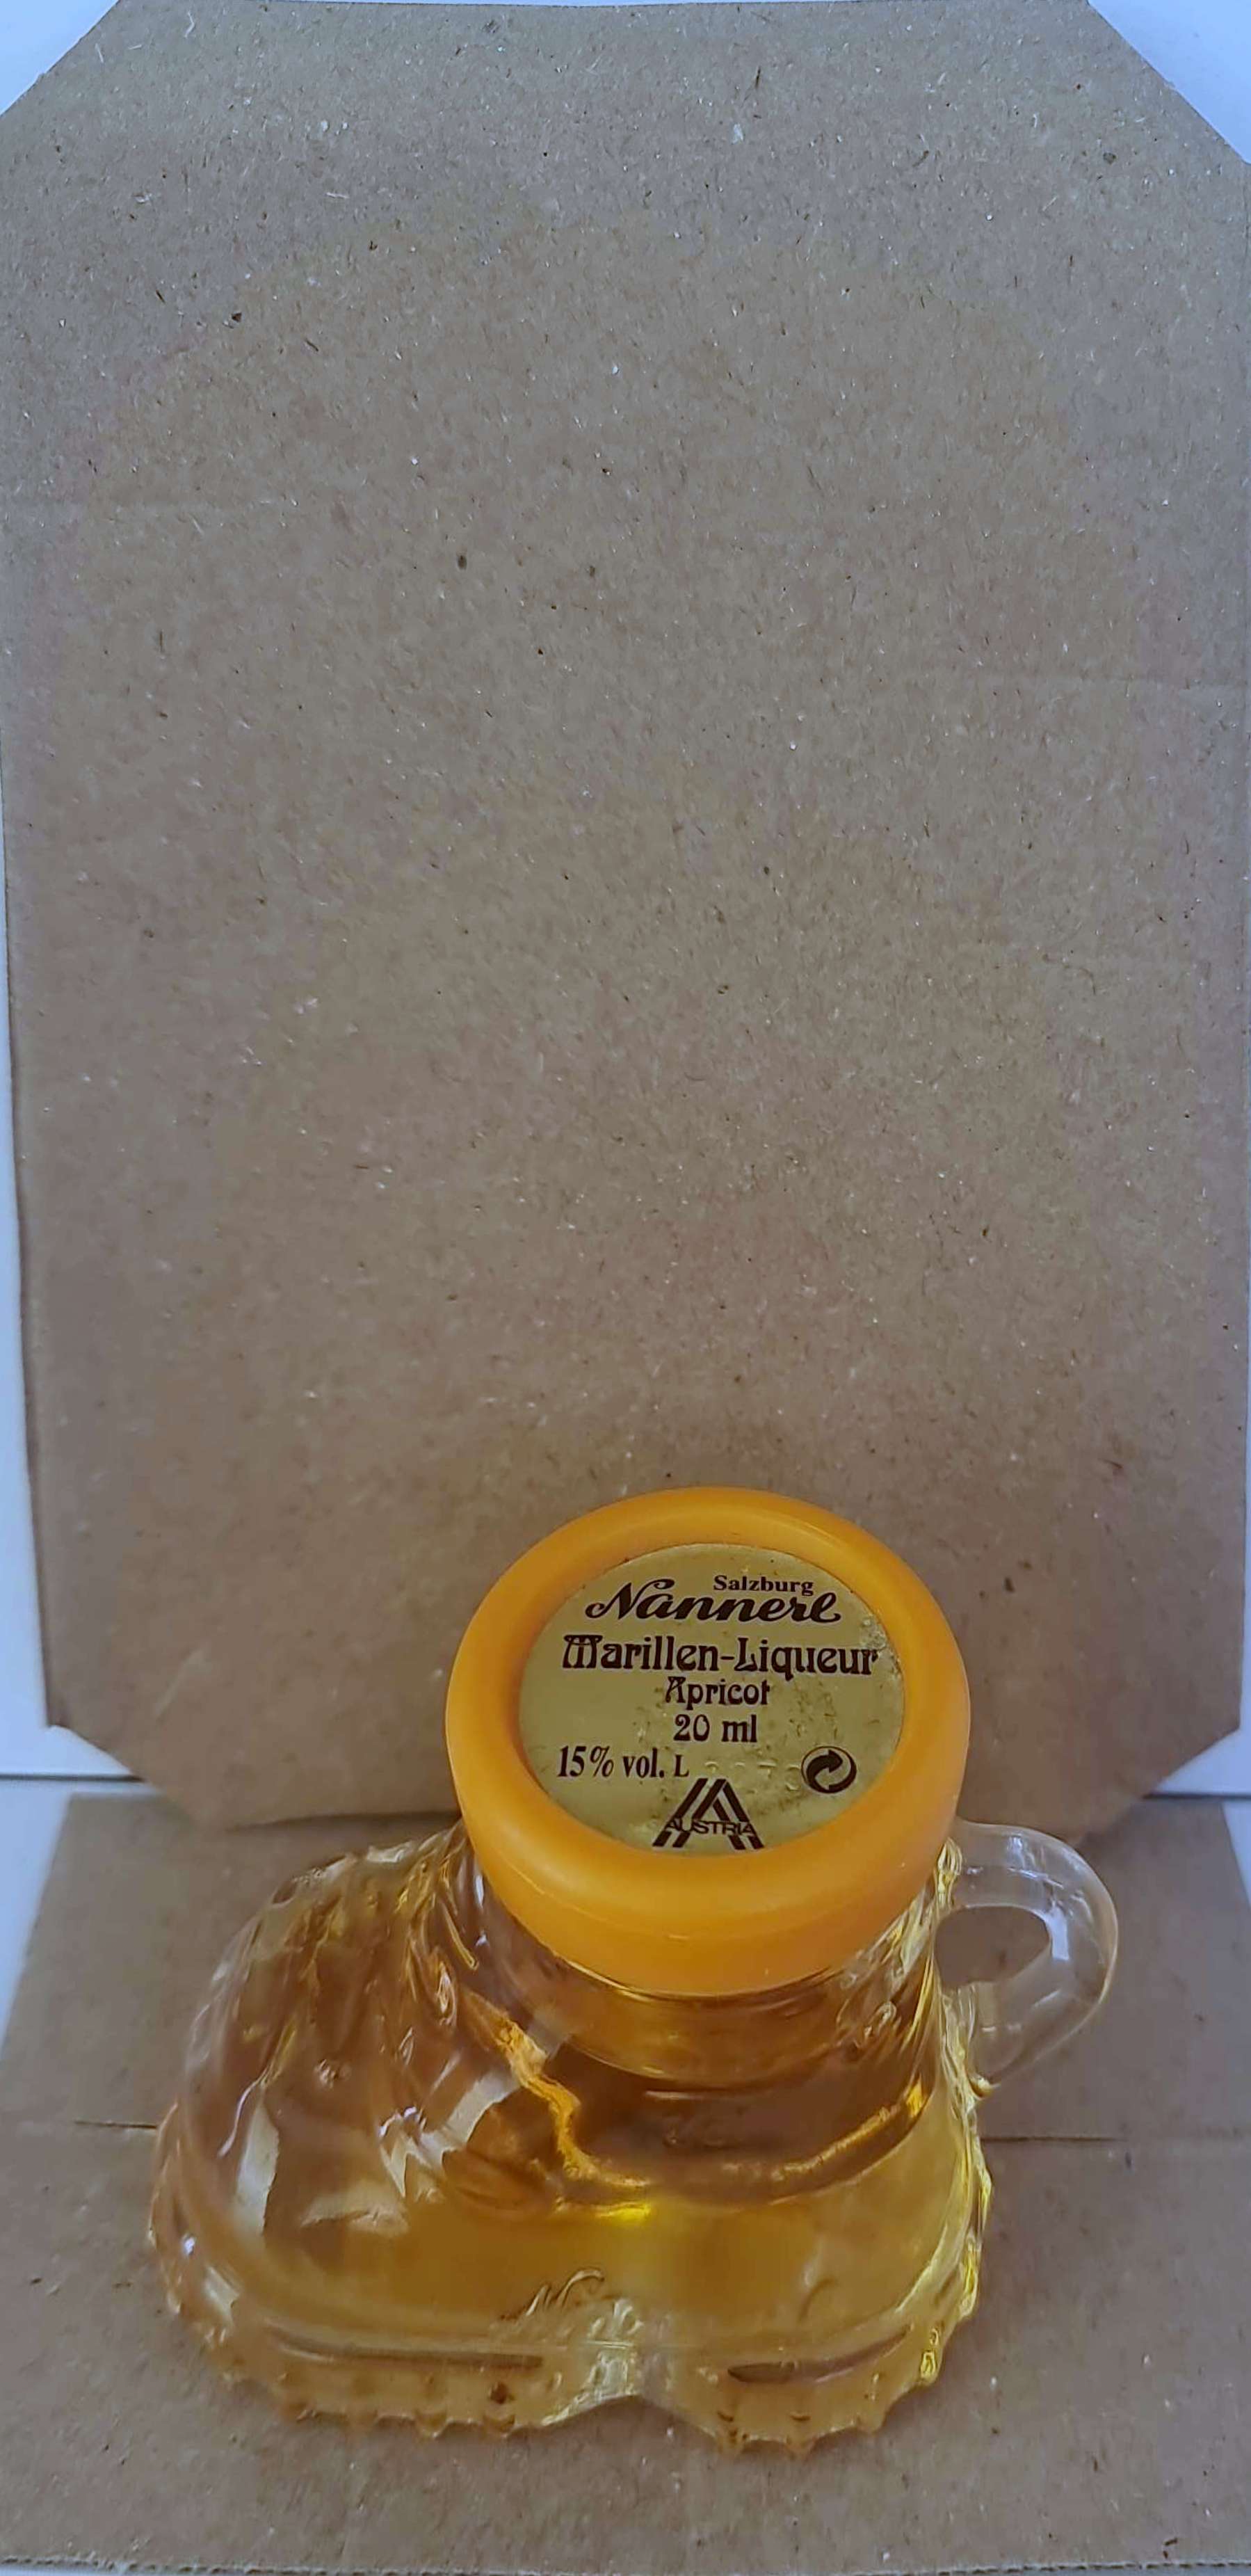 Salzburg
Nannerl
Marillen-Liqueur
Apricot
20 ml
15% vol. L
AUSTRIA